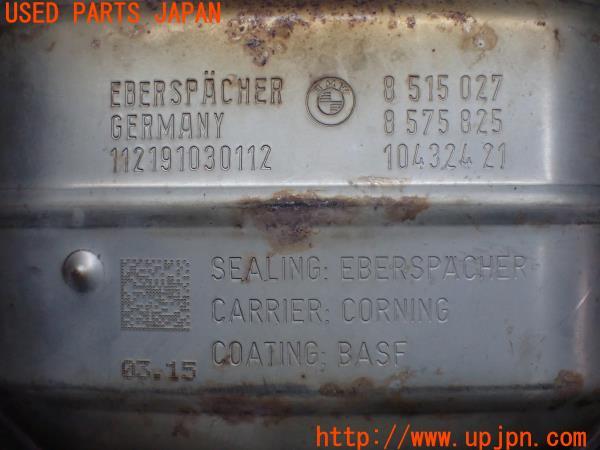 USED PARTS JAPAN
EBERSPÄCHER BMW 8 515 027
GERMANY 8 575 825
112191030112 10432421
SEALING: EBERSPÄCHER
CARRIER: CORNING
COATING: BASF
03.15
http://www.upjpn.com